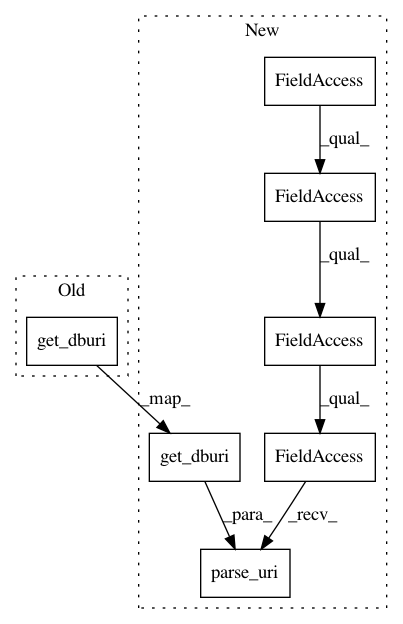 New
FieldAccess
_qual_
FieldAccess
_qual_
Old
get_dburi
FieldAccess
_map_
_qual_
get_dburi
FieldAccess
_para_
_recv_
parse_uri